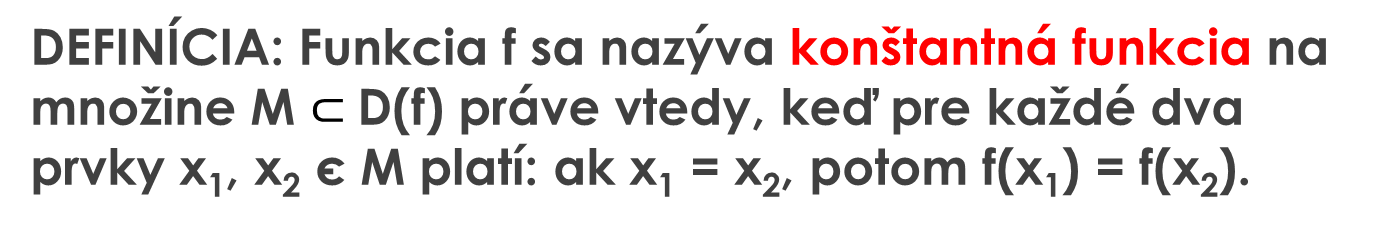 DEFINÍCIA: Funkcia f sa nazýva konštantná funkcia na
množine M ⊂ D(f) práve vtedy, keď pre každé dva
prvky x₁, x₂ є M platí: ak x₁ = x₂, potom f(x₁) = f(x₂).